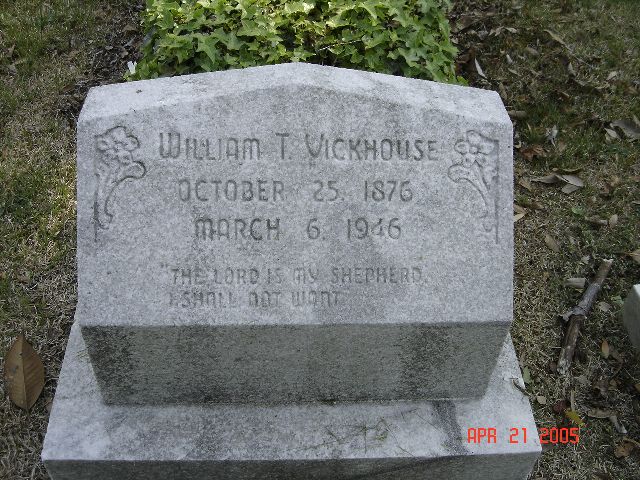 WILLIAM T. VICKHOUSE
OCTOBER 25, 1876
MARCH 6, 1946
"THE LORD IS MY SHEPHERD,
I SHALL NOT WANT"
APR 21 2005